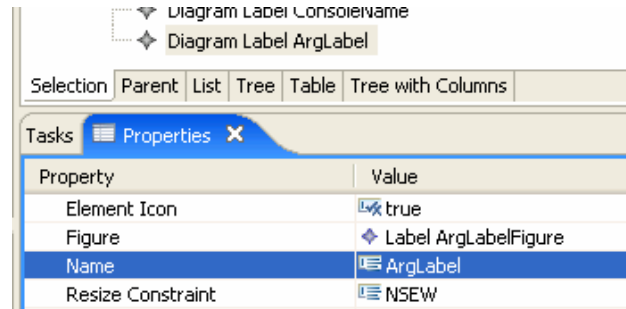 Diagram Label ConsoleName
Diagram Label ArgLabel
Selection Parent List Tree Table Tree with Columns
Tasks Properties
Property Value
Element Icon true
Figure Label ArgLabelFigure
Name ArgLabel
Resize Constraint NSEW